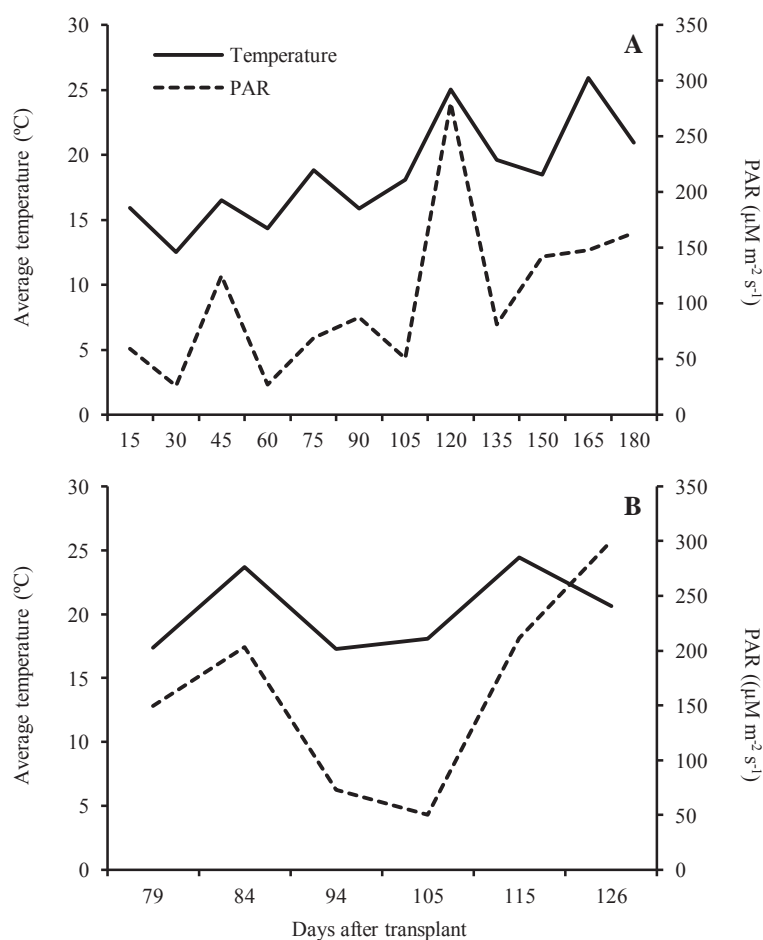 A
Temperature
PAR
30
25
20
15
10
5
0
350
300
250
200
150
100
50
0
Average temperature (ºC)
PAR (µM m-2 s-1)
15 30 45 60 75 90 105 120 135 150 165 180
B
30
25
20
15
10
5
0
350
300
250
200
150
100
50
0
Average temperature (ºC)
PAR ((µM m-2 s-1)
79 84 94 105 115 126
Days after transplant